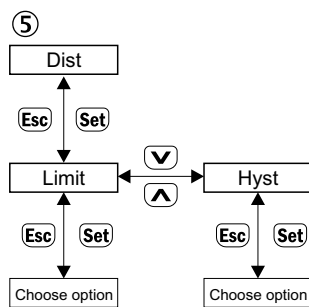 ⑤
Dist
Esc Set
Limit Hyst
Esc Set Esc Set
Choose option Choose option